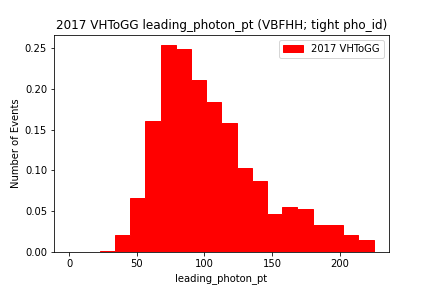 2017 VHToGG leading_photon_pt (VBFHH; tight pho_id)
2017 VHToGG
0.25
0.20
0.15
0.10
0.05
0.00
Number of Events
0 50 100 150 200
leading_photon_pt